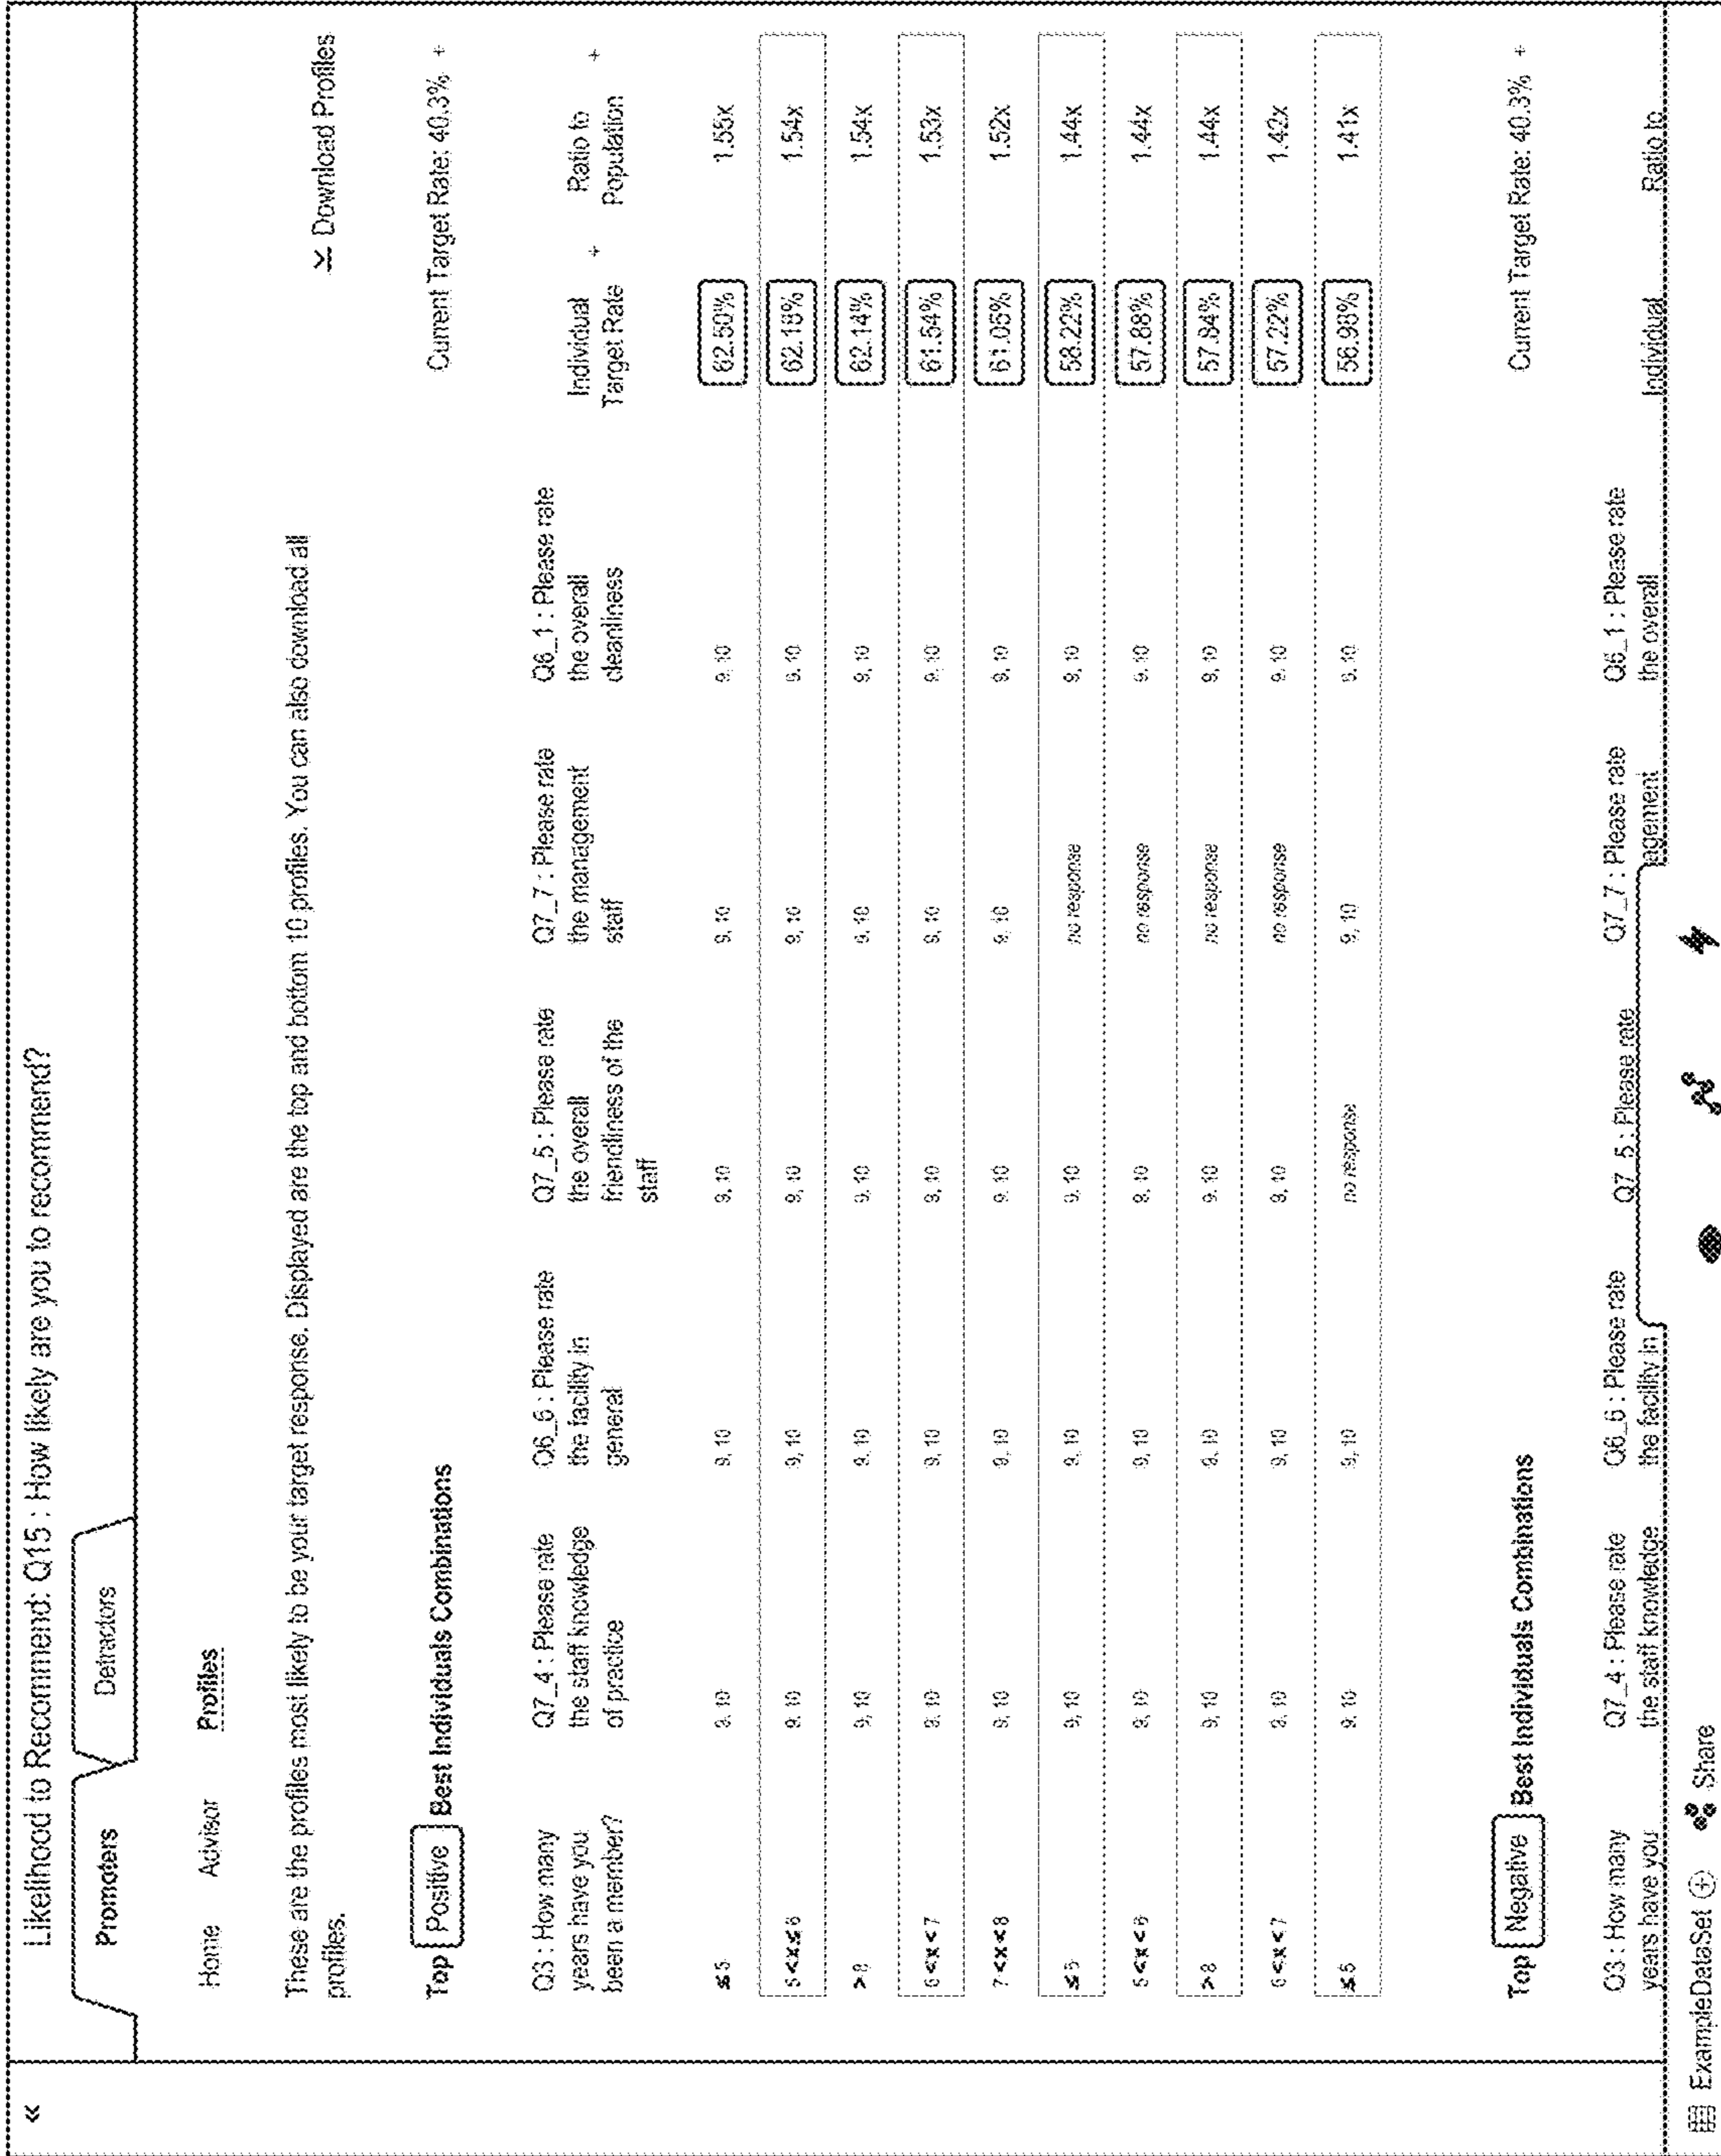 «
Likelihood to Recommend: Q15 : How likely are you to recommend?
Promoters Detractors
Home Advisor Profiles
These are the profiles most likely to be your target response. Displayed are the top and bottom 10 profiles. You can also download all
profiles.
Download Profiles
Top Positive Best Individuals Combinations Current Target Rate: 40.3% +
Q3 : How many Q7_4 : Please rate Q6_6 : Please rate Q7_5 : Please rate Q7_7 : Please rate Q6_1 : Please rate Individual Ratio to
years have you the staff knowledge the facility in the overall the management the overall Target Rate + Population +
been a member? of practice general friendliness of the staff cleanliness
staff
≤5 9, 10 9, 10 9, 10 9, 10 9, 10 62.50% 1.55x
5<x≤6 9, 10 9, 10 9, 10 9, 10 9, 10 62.18% 1.54x
>8 9, 10 9, 10 9, 10 9, 10 9, 10 62.14% 1.54x
6<x<7 9, 10 9, 10 9, 10 9, 10 9, 10 61.54% 1.53x
7<x<8 9, 10 9, 10 9, 10 9, 10 9, 10 61.05% 1.52x
≤5 9, 10 9, 10 9, 10 no response 9, 10 58.22% 1.44x
5<x<6 9, 10 9, 10 9, 10 no response 9, 10 57.88% 1.44x
>8 9, 10 9, 10 9, 10 no response 9, 10 57.84% 1.44x
6<x<7 9, 10 9, 10 9, 10 no response 9, 10 57.22% 1.42x
≤5 9, 10 9, 10 no response 9, 10 9, 10 56.98% 1.41x
Top Negative Best Individuals Combinations Current Target Rate: 40.3% +
Q3 : How many Q7_4 : Please rate Q6_6 : Please rate Q7_5 : Please rate Q7_7 : Please rate Q6_1 : Please rate
years have you the staff knowledge the facility in agement the overall Individual Ratio to
ExampleDataSet Share